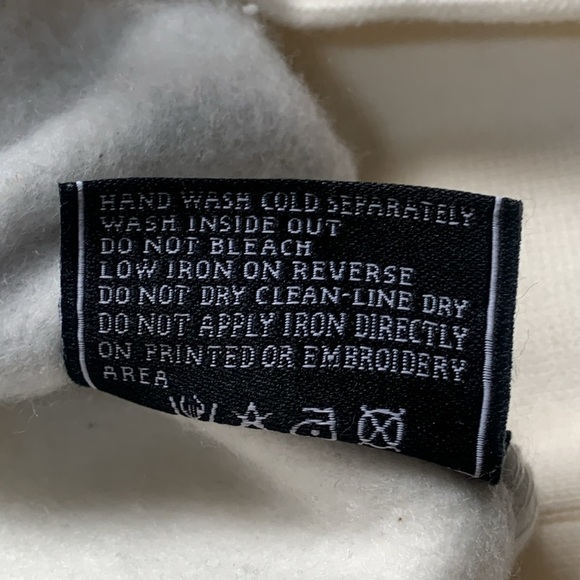 HAND WASH COLD SEPARATELY
WASH INSIDE OUT
DO NOT BLEACH
LOW IRON ON REVERSE
DO NOT DRY CLEAN-LINE DRY
DO NOT APPLY IRON DIRECTLY
ON PRINTED OR EMBROIDERY
AREA